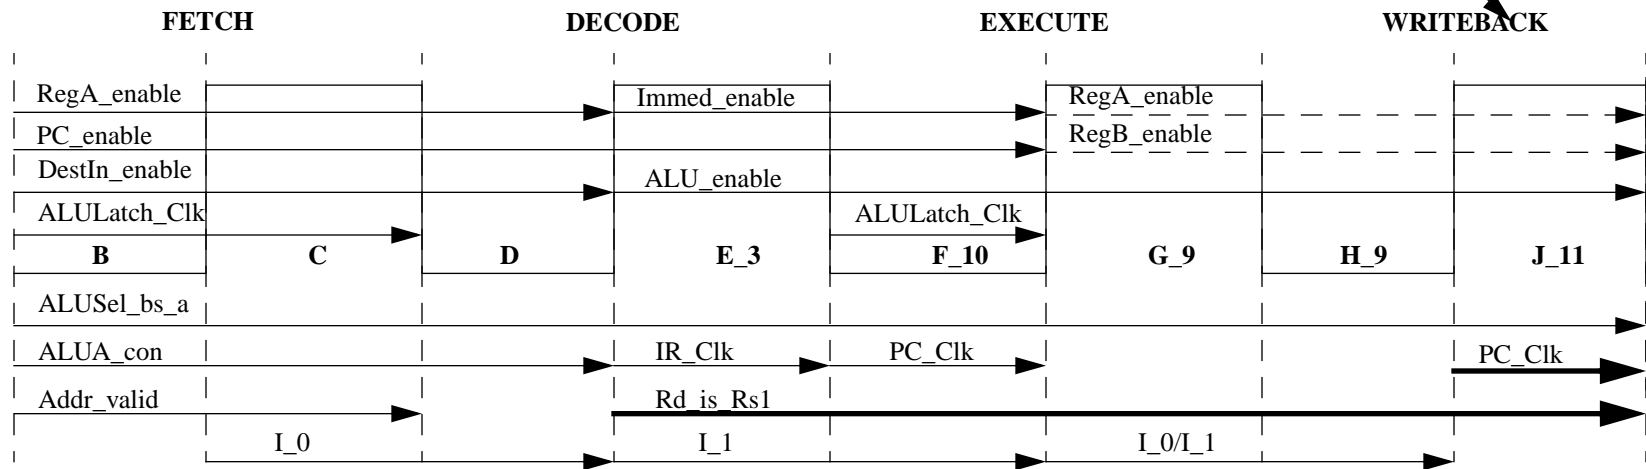 FETCH DECODE EXECUTE WRITEBACK
RegA_enable Immed_enable RegA_enable
PC_enable RegB_enable
DestIn_enable ALU_enable
ALULatch_Clk ALULatch_Clk
B C D E_3 F_10 G_9 H_9 J_11
ALUSel_bs_a
ALUA_con IR_Clk PC_Clk PC_Clk
Addr_valid Rd_is_Rs1
I_0 I_1 I_0/I_1